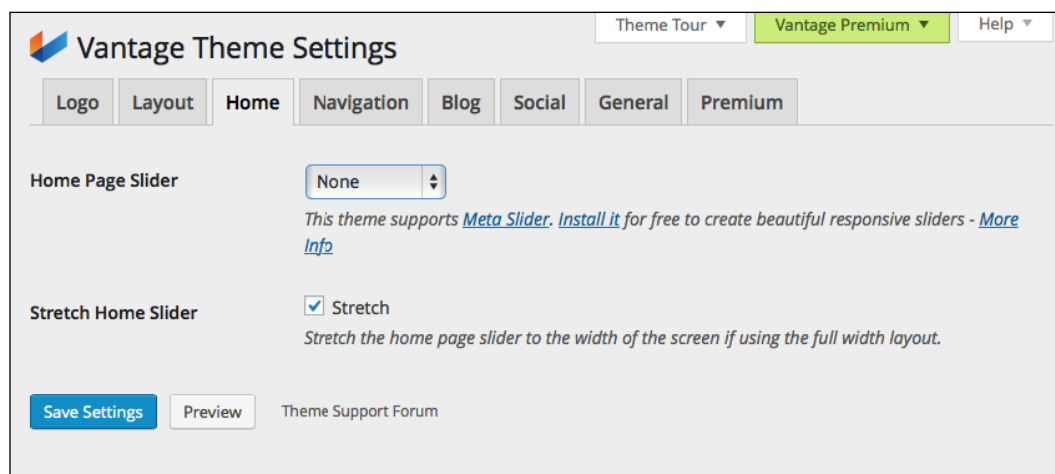 Theme Tour ▼ Vantage Premium ▼ Help ▼
Vantage Theme Settings
Logo Layout Home Navigation Blog Social General Premium
Home Page Slider None
This theme supports Meta Slider. Install it for free to create beautiful responsive sliders - More
Info
Stretch Home Slider Stretch
Stretch the home page slider to the width of the screen if using the full width layout.
Save Settings Preview Theme Support Forum